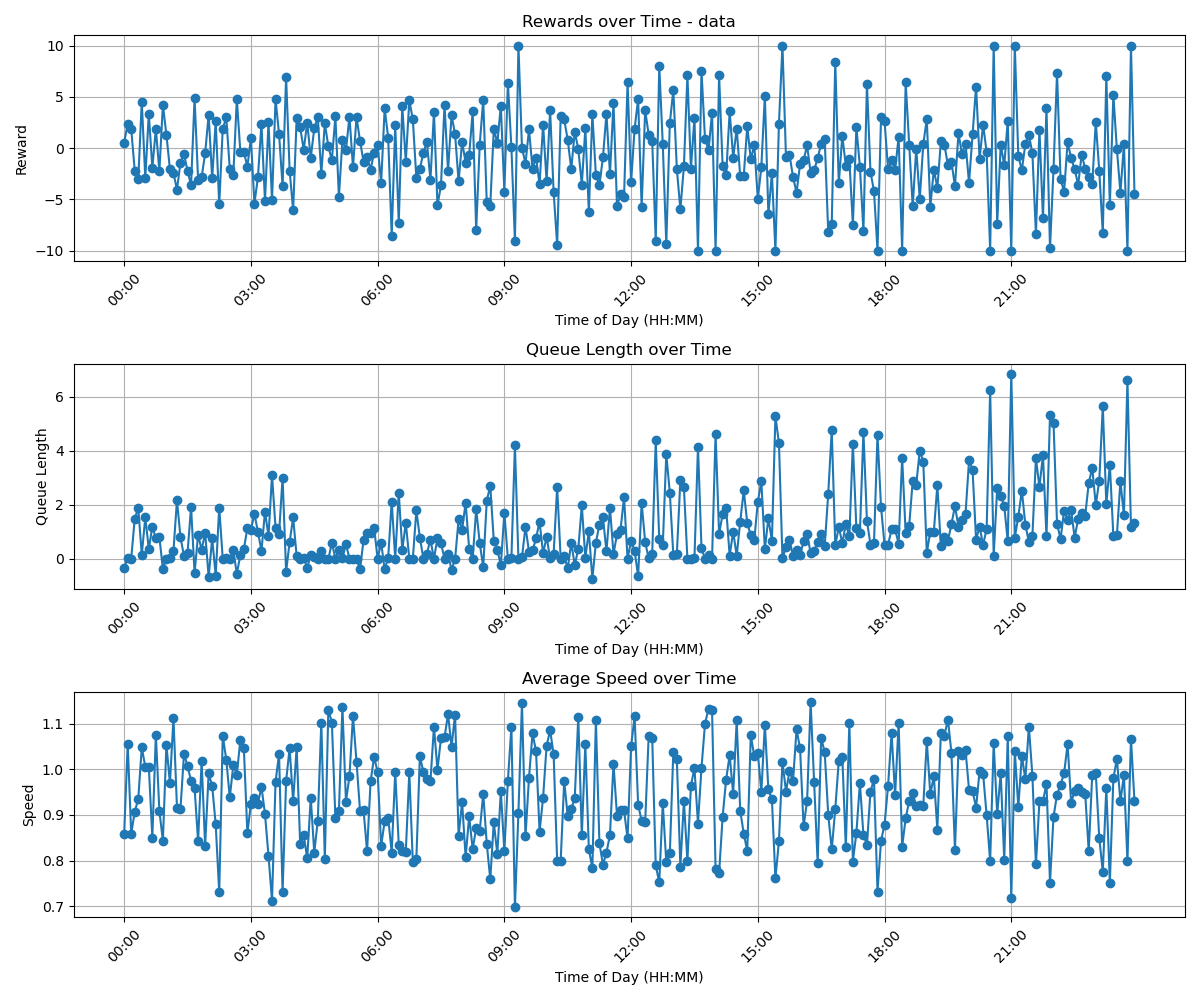 Rewards over Time - data
Reward
10
5
0
−5
−10
00:00 03:00 06:00 09:00 12:00 15:00 18:00 21:00
Time of Day (HH:MM)
Queue Length over Time
Queue Length
6
4
2
0
00:00 03:00 06:00 09:00 12:00 15:00 18:00 21:00
Time of Day (HH:MM)
Average Speed over Time
Speed
1.1
1.0
0.9
0.8
0.7
00:00 03:00 06:00 09:00 12:00 15:00 18:00 21:00
Time of Day (HH:MM)